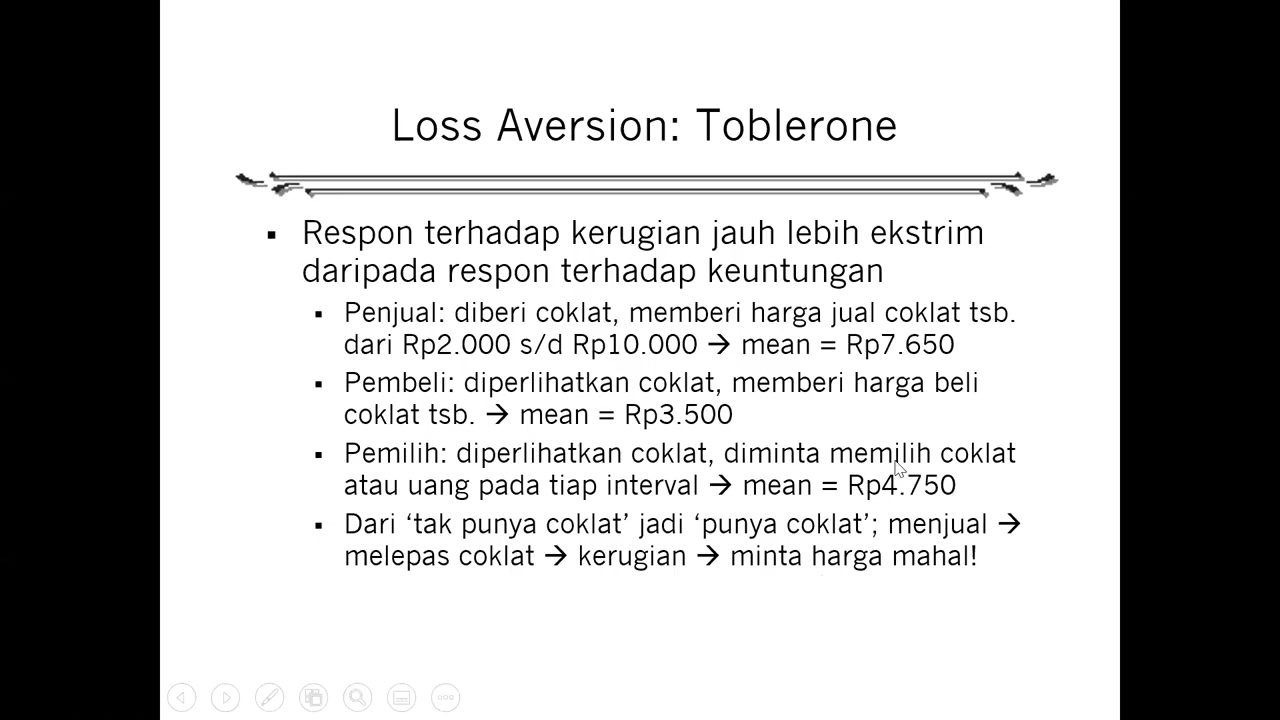 Loss Aversion: Toblerone
▪ Respon terhadap kerugian jauh lebih ekstrim
daripada respon terhadap keuntungan
▪ Penjual: diberi coklat, memberi harga jual coklat tsb.
dari Rp2.000 s/d Rp10.000 → mean = Rp7.650
▪ Pembeli: diperlihatkan coklat, memberi harga beli
coklat tsb. → mean = Rp3.500
▪ Pemilih: diperlihatkan coklat, diminta memilih coklat
atau uang pada tiap interval → mean = Rp4.750
▪ Dari ‘tak punya coklat’ jadi ‘punya coklat’; menjual →
melepas coklat → kerugian → minta harga mahal!